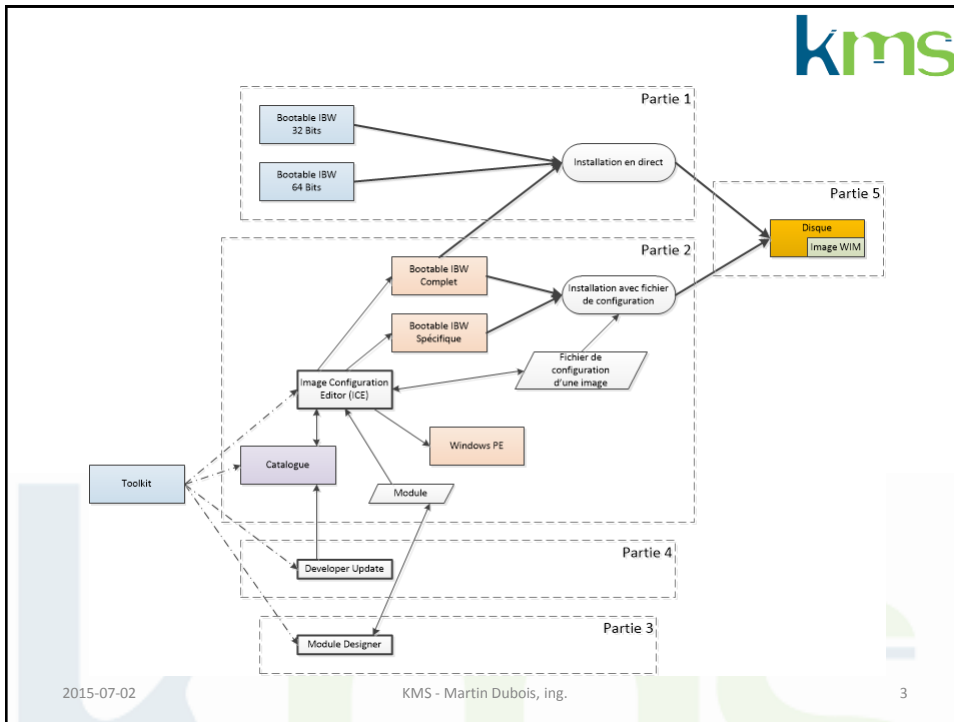 kms
Partie 1
Bootable IBW
32 Bits
Installation en direct
Bootable IBW
64 Bits
Partie 5
Disque
Image WIM
Partie 2
Bootable IBW
Complet
Installation avec fichier
de configuration
Bootable IBW
Spécifique
Fichier de
configuration
d'une image
Image Configuration
Editor (ICE)
Windows PE
Catalogue
Toolkit
Module
Partie 4
Developer Update
Partie 3
Module Designer
2015-07-02
KMS - Martin Dubois, ing.
3